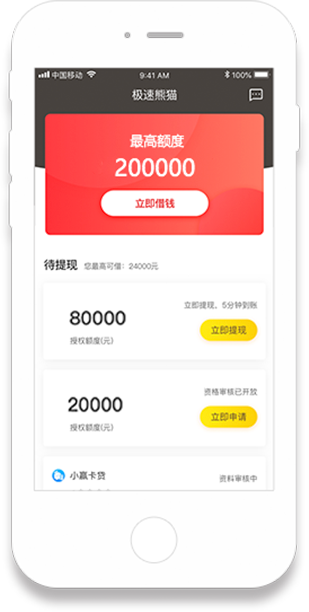 中国移动 9:41 AM 100%
极速熊猫
最高额度
200000
立即借钱
待提现 您最高可借：24000元
立即提现，5分钟到账
80000
立即提现
授权额度(元)
资格审核已开放
20000
立即申请
授权额度(元)
小赢卡贷 资料审核中